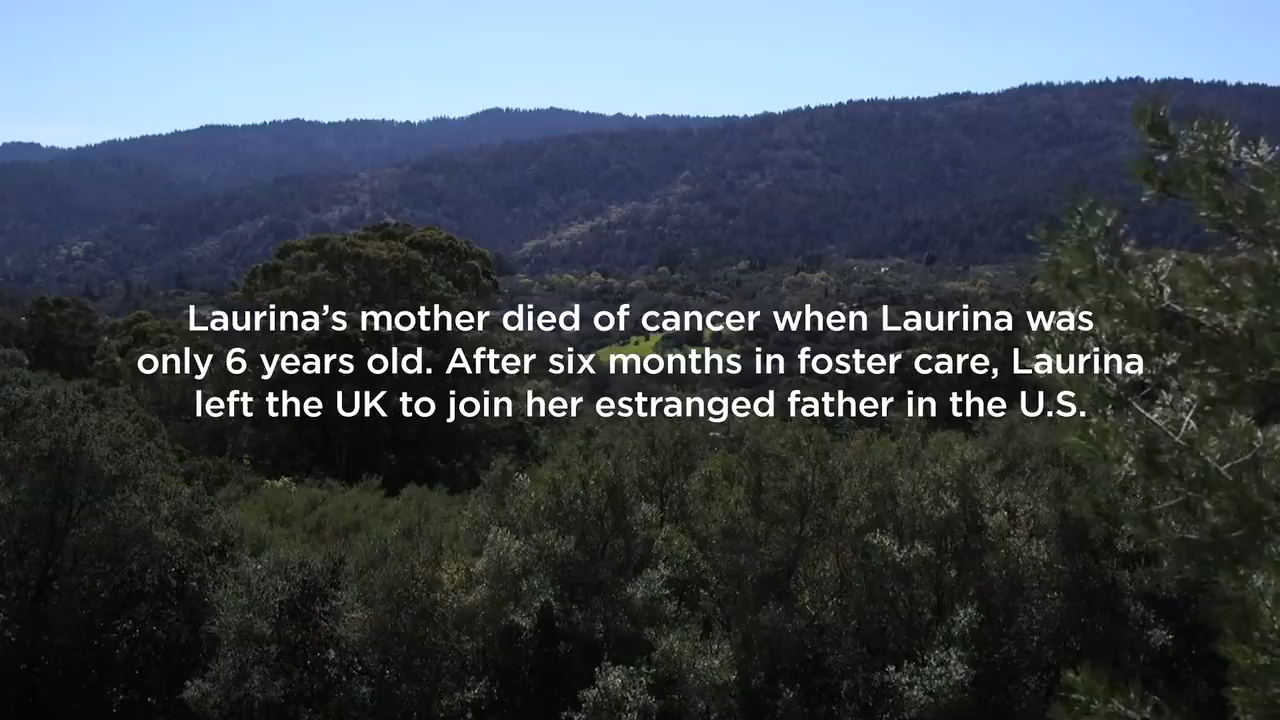 Laurina’s mother died of cancer when Laurina was
only 6 years old. After six months in foster care, Laurina
left the UK to join her estranged father in the U.S.